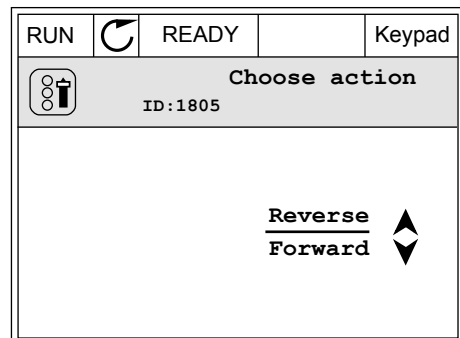 RUN READY Keypad
Choose action
ID:1805
Reverse
Forward